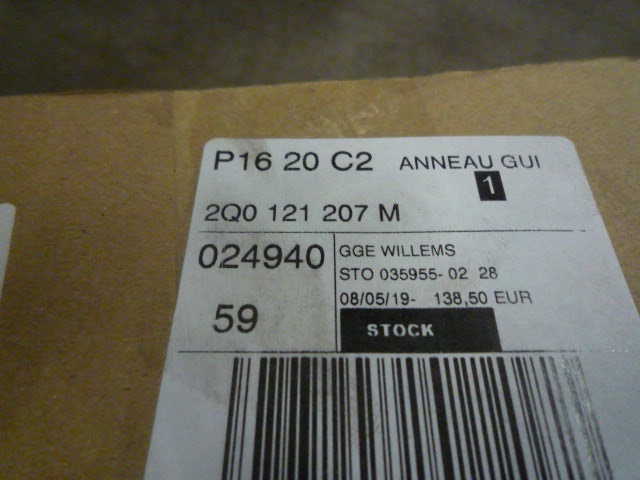 P16 20 C2 ANNEAU GUI
1
2Q0 121 207 M
024940
GGE WILLEMS
STO 035955- 02 28
08/05/19- 138,50 EUR
59
STOCK